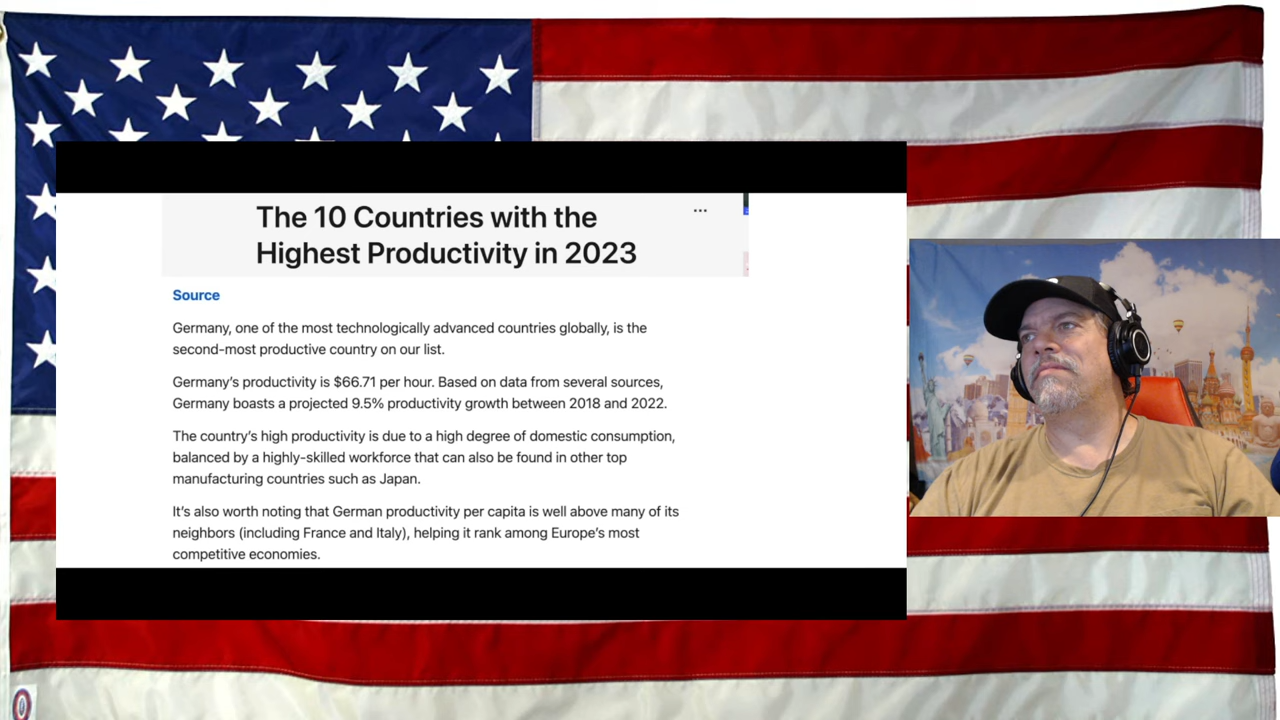 The 10 Countries with the
Highest Productivity in 2023
Source
Germany, one of the most technologically advanced countries globally, is the
second-most productive country on our list.
Germany's productivity is $66.71 per hour. Based on data from several sources,
Germany boasts a projected 9.5% productivity growth between 2018 and 2022.
The country's high productivity is due to a high degree of domestic consumption,
balanced by a highly-skilled workforce that can also be found in other top
manufacturing countries such as Japan.
It's also worth noting that German productivity per capita is well above many of its
neighbors (including France and Italy), helping it rank among Europe's most
competitive economies.